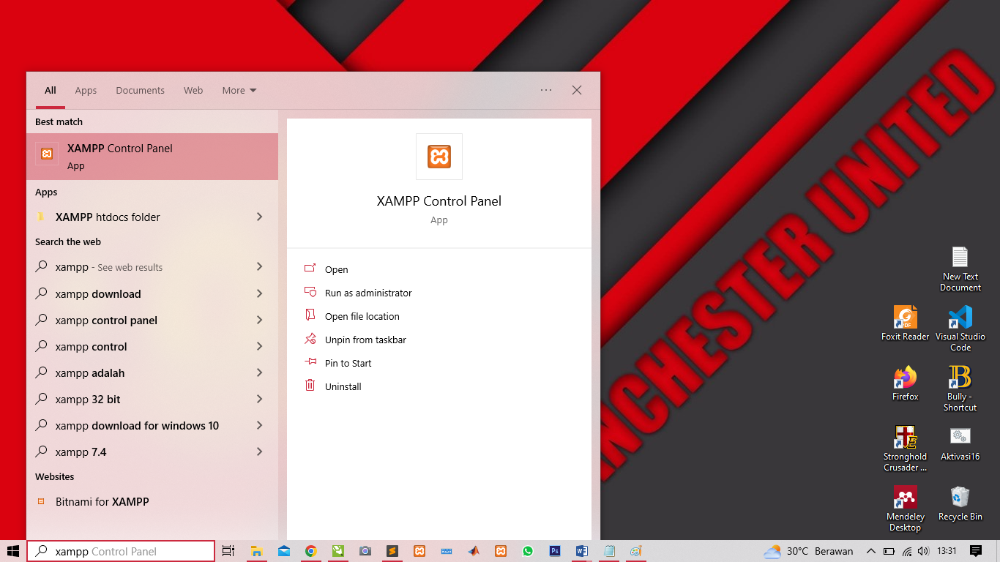 All
Apps
Documents
Web
More
Best match
XAMPP Control Panel
App
Apps
XAMPP htdocs folder
Search the web
xampp - See web results
xampp download
xampp control panel
xampp control
xampp adalah
xampp 32 bit
xampp download for windows 10
xampp 7.4
Websites
Bitnami for XAMPP
XAMPP Control Panel
App
Open
Run as administrator
Open file location
Unpin from taskbar
Pin to Start
Uninstall
NCHESTER UNITED
New Text
Document
Foxit Reader
Visual Studio
Code
Firefox
Bully -
Shortcut
Stronghold
Crusader ...
Aktivasi16
Mendeley
Desktop
Recycle Bin
xampp Control Panel
30°C Berawan
13:31